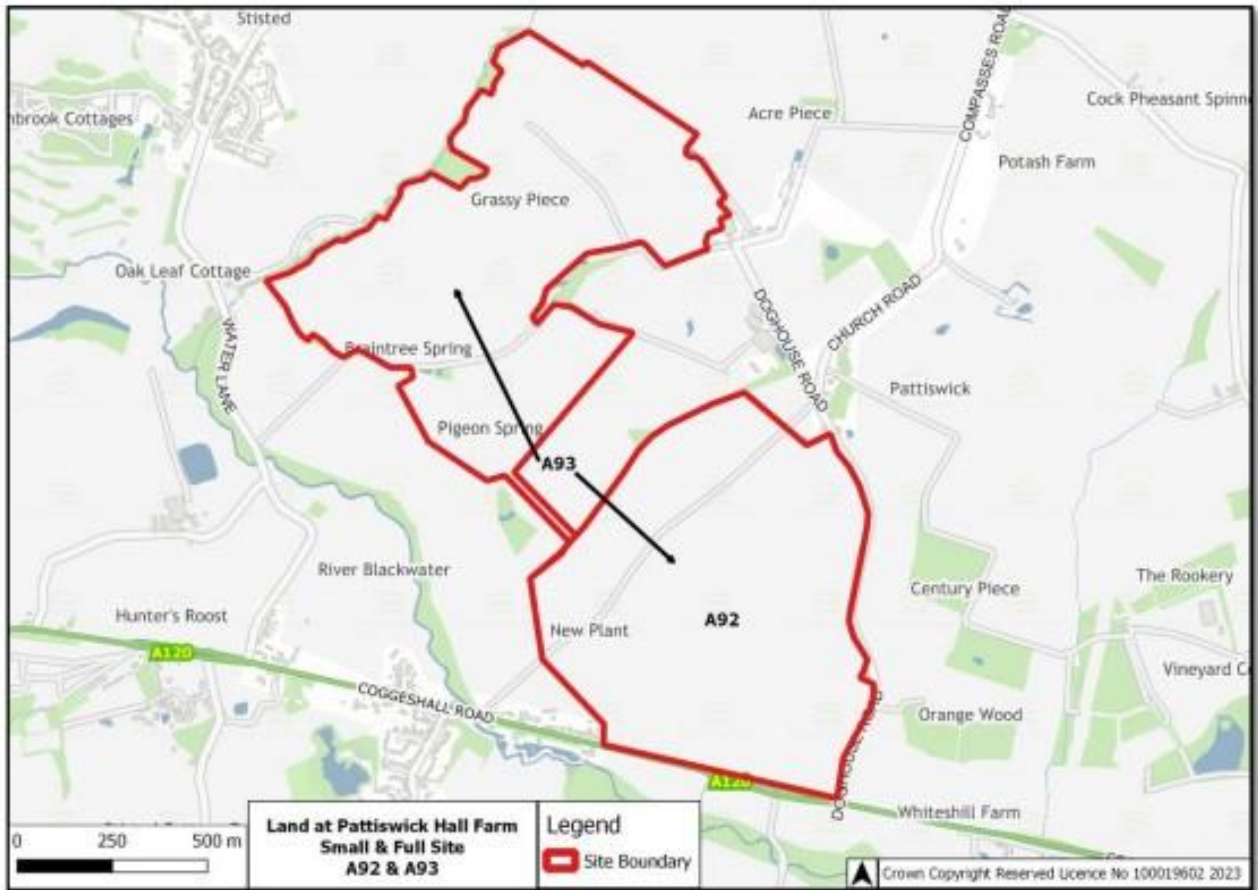 Stisted
COMPASSES ROAD
Cock Pheasant Spinn
nbrook Cottages
Acre Piece
Potash Farm
Grassy Piece
Oak Leaf Cottage
WATER LANE
DOGHOUSE ROAD
CHURCH ROAD
Braintree Spring
Pattiswick
Pigeon Spring
A93
River Blackwater
Century Piece
The Rookery
Hunter's Roost
New Plant
A92
A120
Vineyard C
COGGESHALL ROAD
Orange Wood
DOGHOUSE ROAD
A120
Whiteshill Farm
0 250 500 m
Land at Pattiswick Hall Farm
Small & Full Site
A92 & A93
Legend
Site Boundary
Crown Copyright Reserved Licence No 100019602 2023